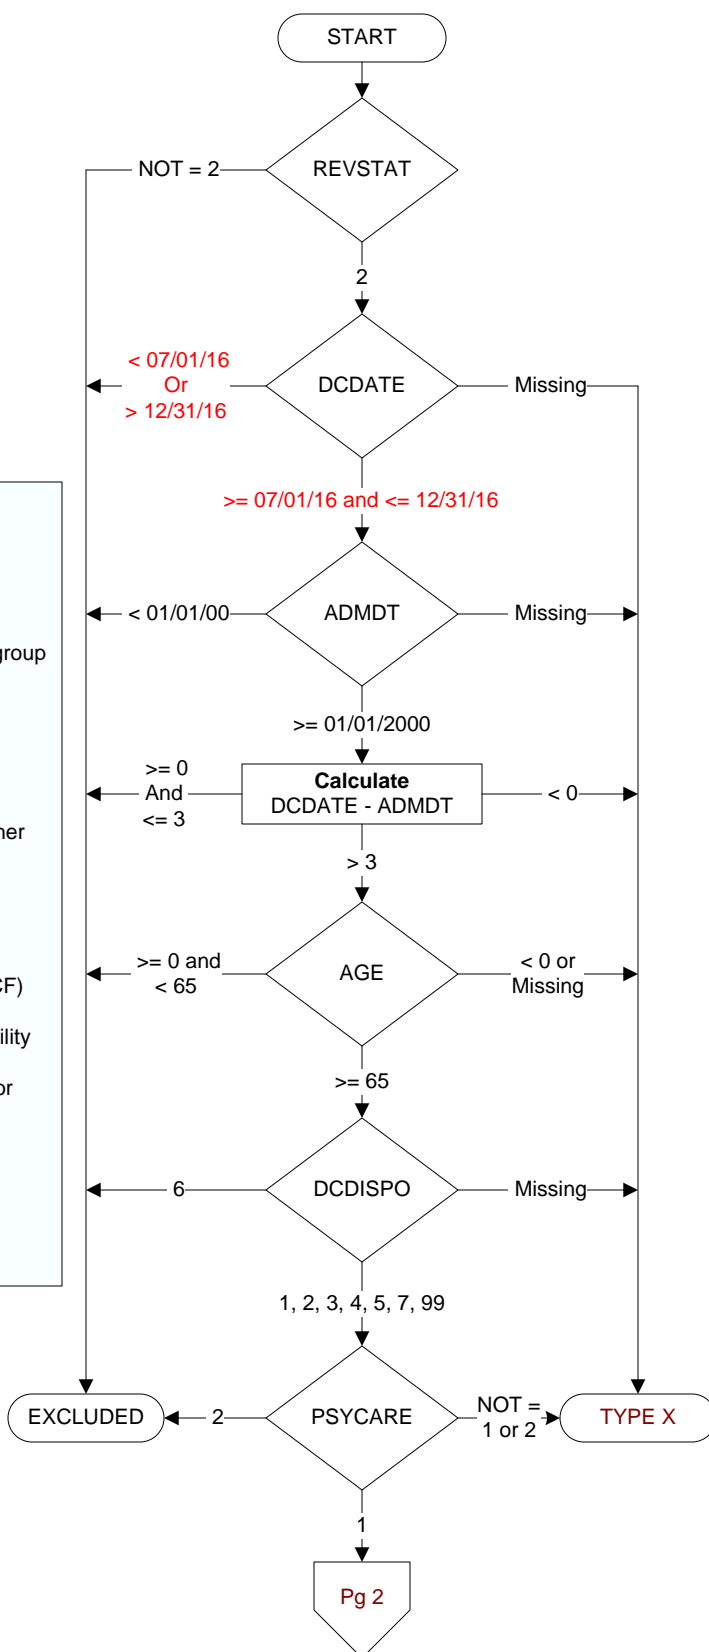 START
REVSTAT
NOT = 2
2
< 07/01/16
Or
> 12/31/16
DCDATE
Missing
>= 07/01/16 and <= 12/31/16
< 01/01/00
ADMDT
Missing
group
>= 01/01/2000
>= 0
And
<= 3
Calculate
DCDATE - ADMDT
< 0
> 3
>= 0 and
< 65
AGE
< 0 or
Missing
>= 65
or
6
DCDISPO
Missing
1, 2, 3, 4, 5, 7, 99
EXCLUDED
2
PSYCARE
NOT =
1 or 2
TYPE X
1
Pg 2